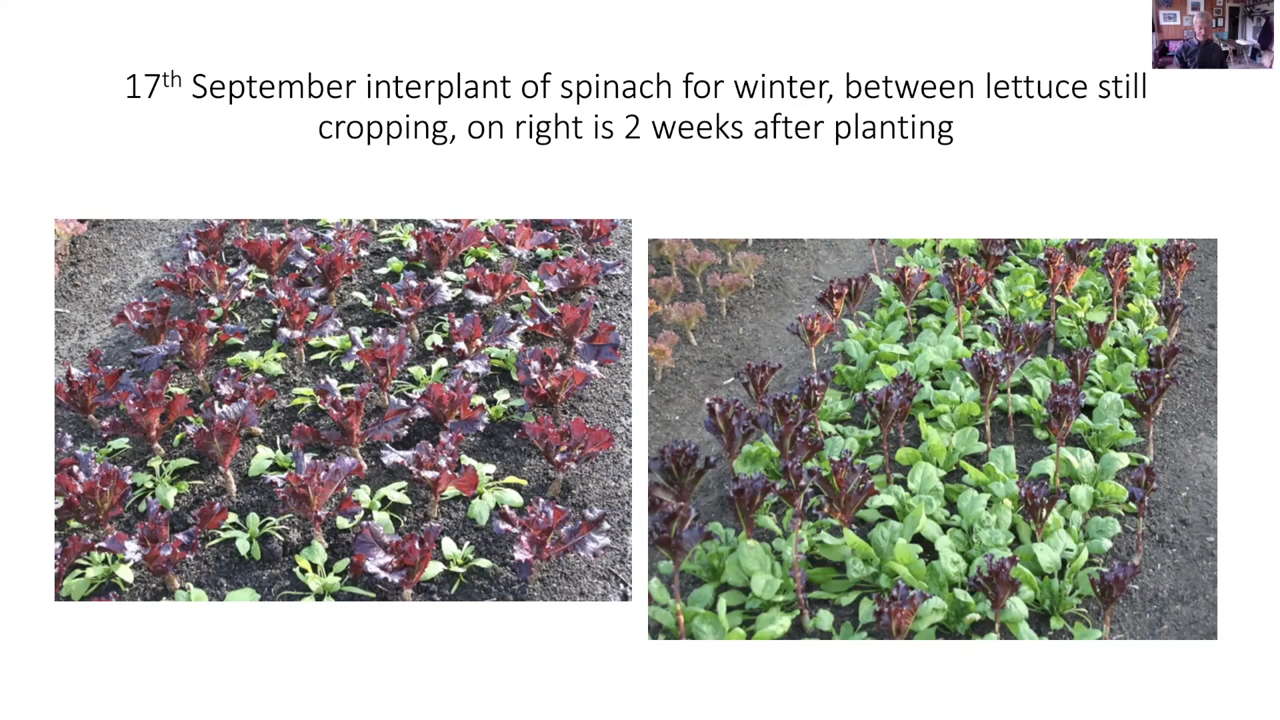 17th September interplant of spinach for winter, between lettuce still
cropping, on right is 2 weeks after planting